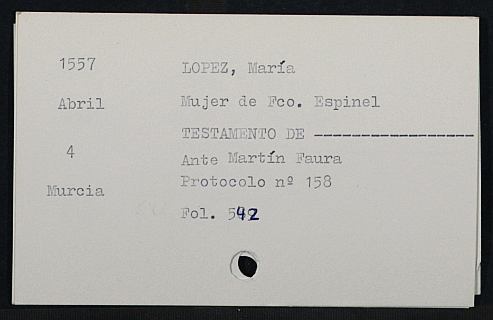 1557
Abril
4
Murcia
LOPEZ, María
Mujer de Fco. Espinel
TESTAMENTO DE -----------------
Ante Martín Faura
Protocolo nº 158
Fol. 542